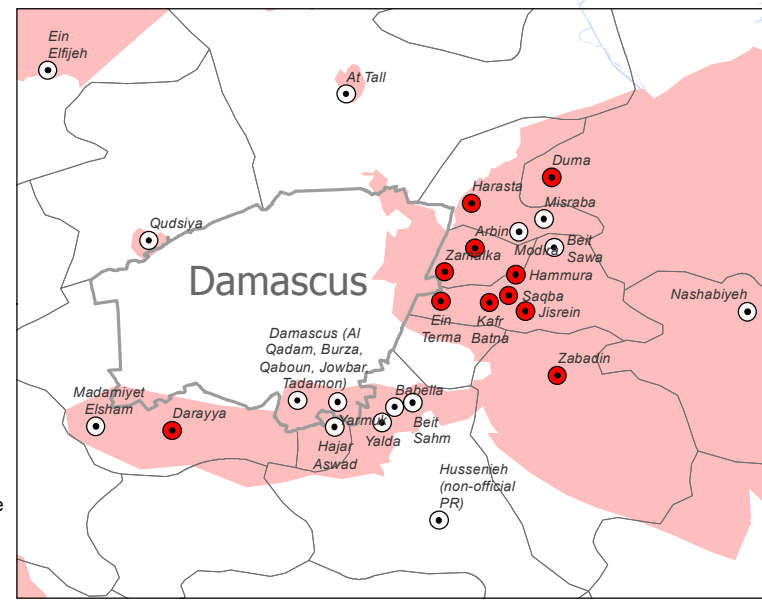 Ein
Elfijeh
At Tall
Duma
Harasta
Misraba
Qudsiya
Arbin
Modira
Beit
Sawa
Zamalka
Hammura
Damascus
Nashabiyeh
Saqba
Jisrein
Ein
Terma
Kafr
Batna
Damascus (Al
Qadam, Burza,
Qaboun, Jowbar,
Tadamon)
Zabadin
Madamiyet
Elsham
Babella
Darayya
Yarmuk
Beit
Sahm
Yalda
Hajar
Aswad
Hussenieh
(non-official
PR)
e